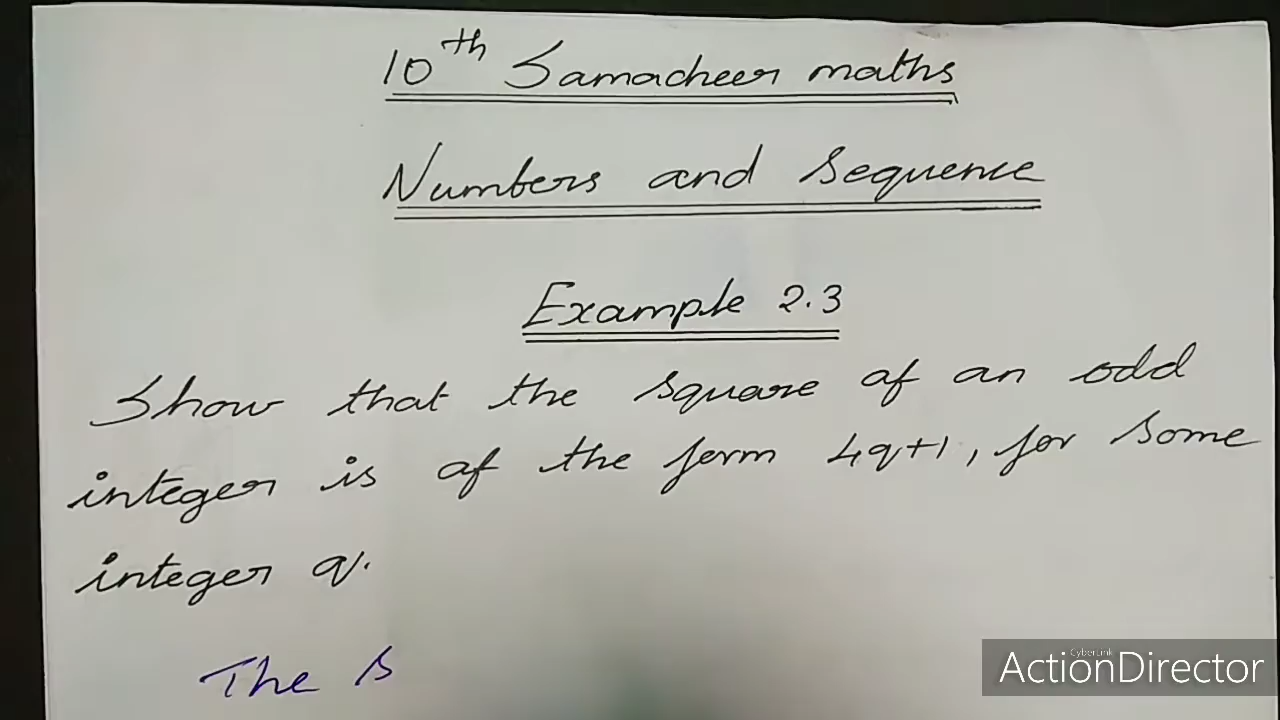 10th Samacheer maths
Numbers and Sequence
Example 2.3
Show that the square of an odd
integer is of the form 4q+1, for some
integer q.
The s
CyberLink
ActionDirector